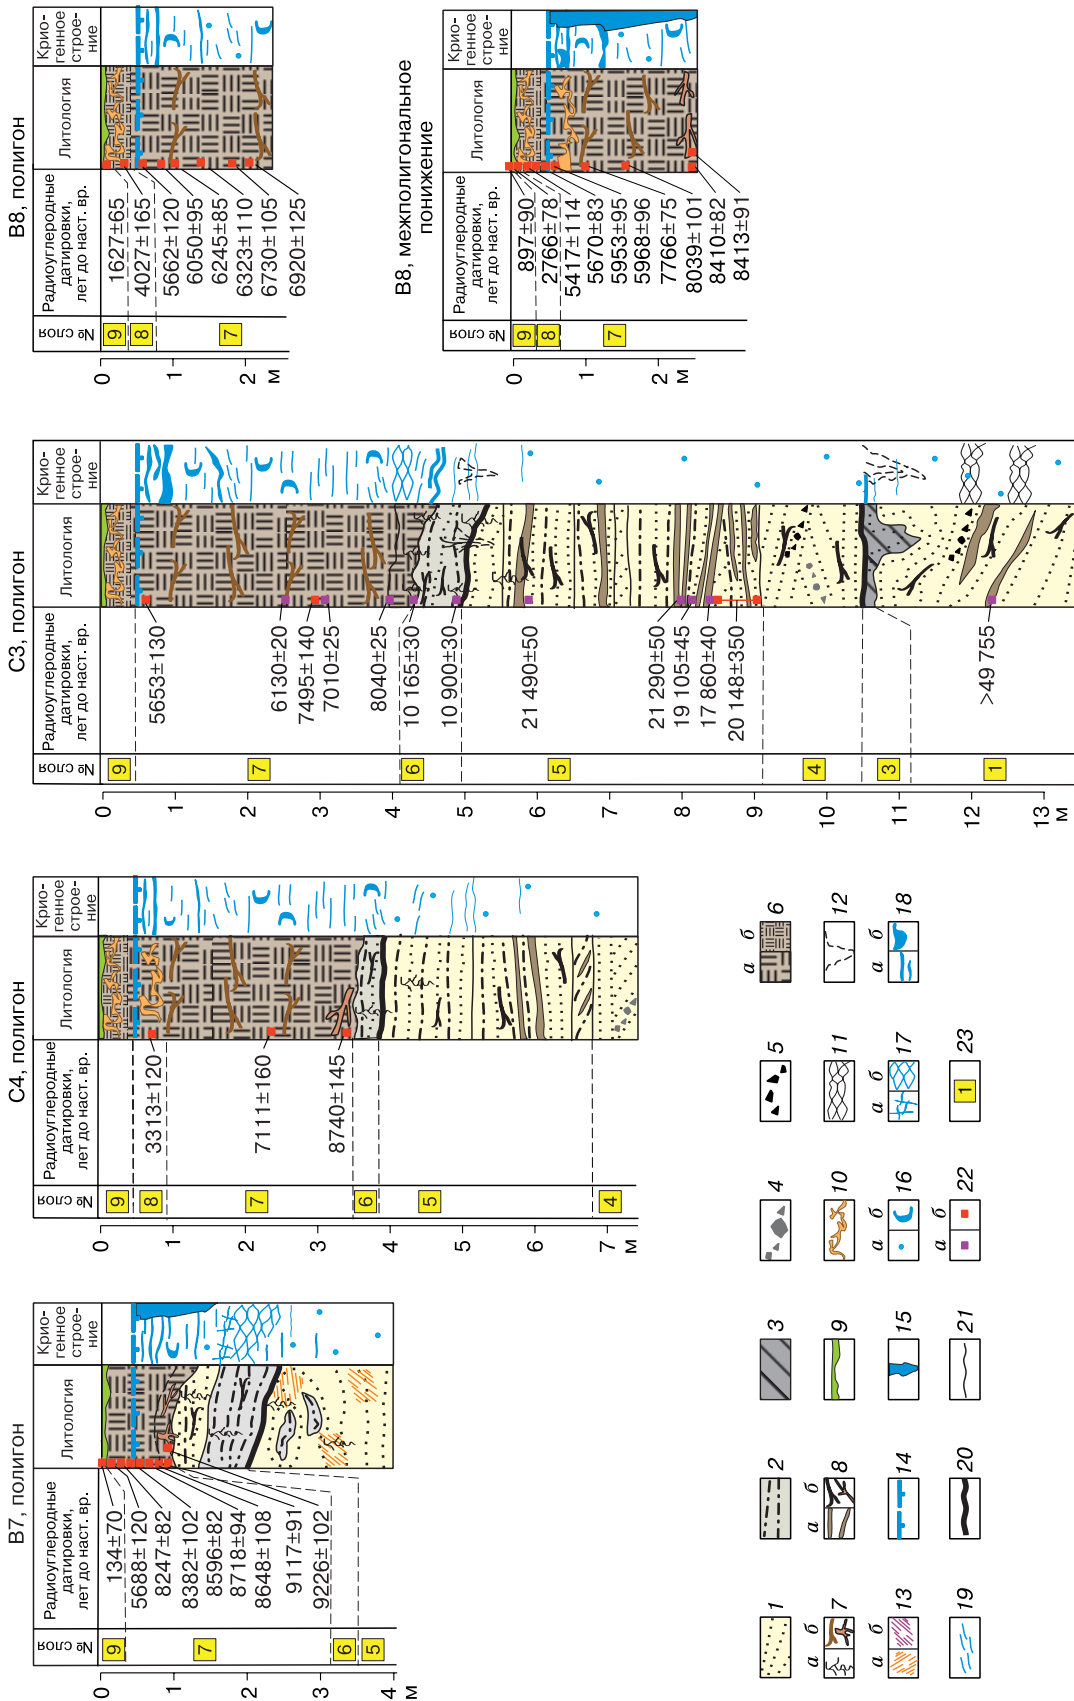 В7, полигон
№ слоя
Радиоуглеродные
датировки,
лет до наст. вр.
Литология
Крио-
генное
строе-
ние
0
1
2
3
4
м
9
7
6
5
134±70
5688±120
8247±82
8382±102
8596±82
8718±94
8648±108
9117±91
9226±102
С4, полигон
№ слоя
Радиоуглеродные
датировки,
лет до наст. вр.
Литология
Крио-
генное
строе-
ние
0
1
2
3
4
5
6
7
м
9
8
7
6
5
4
3313±120
7111±160
8740±145
С3, полигон
№ слоя
Радиоуглеродные
датировки,
лет до наст. вр.
Литология
Крио-
генное
строе-
ние
0
1
2
3
4
5
6
7
8
9
10
11
12
13
м
9
7
6
5
4
3
1
5653±130
6130±20
7495±140
7010±25
8040±25
10 165±30
10 900±30
21 490±50
21 290±50
19 105±45
17 860±40
20 148±350
>49 755
В8, полигон
№ слоя
Радиоуглеродные
датировки,
лет до наст. вр.
Литология
Крио-
генное
строе-
ние
0
1
2
м
9
8
7
1627±65
4027±165
5662±120
6050±95
6245±85
6323±110
6730±105
6920±125
В8, межполигональное
понижение
№ слоя
Радиоуглеродные
датировки,
лет до наст. вр.
Литология
Крио-
генное
строе-
ние
0
1
2
м
9
8
7
897±90
2766±78
5417±114
5670±83
5953±95
5968±96
7766±75
8039±101
8410±82
8413±91
1
2
3
4
5
а б
6
а б
7
а б
8
9
10
11
12
а б
13
14
15
а б
16
а б
17
а б
18
19
20
21
а б
22
1
23